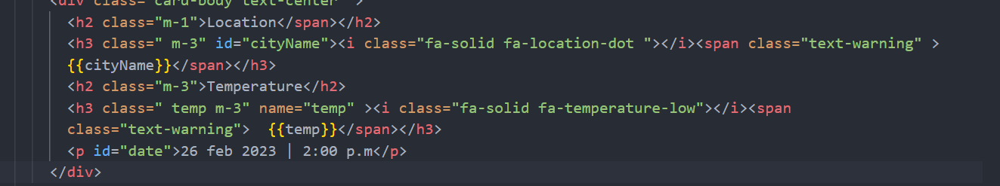 <div class="card-body text-center ">
<h2 class="m-1">Location</span></h2>
<h3 class=" m-3" id="cityName"><i class="fa-solid fa-location-dot "></i><span class="text-warning" >
{{cityName}}</span></h3>
<h2 class="m-3">Temperature</h2>
<h3 class=" temp m-3" name="temp" ><i class="fa-solid fa-temperature-low"></i><span
class="text-warning">  {{temp}}</span></h3>
<p id="date">26 feb 2023 | 2:00 p.m</p>
</div>